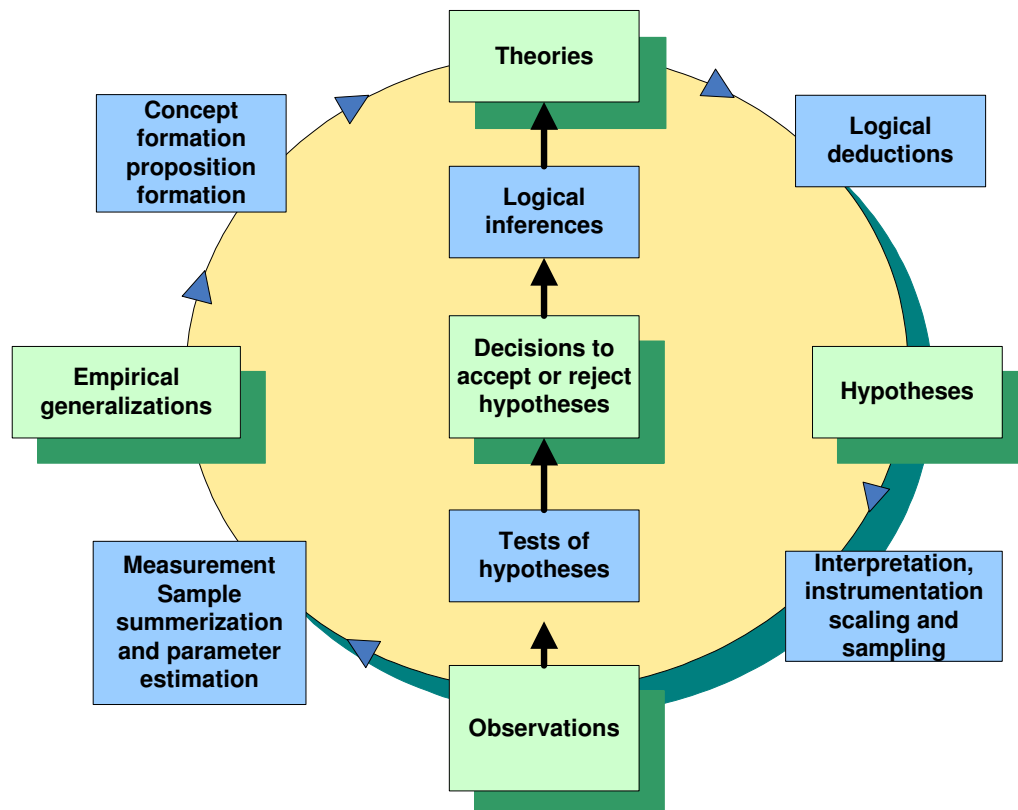 Theories
Concept
formation
proposition
formation
Logical
deductions
Logical
inferences
Empirical
generalizations
Decisions to
accept or reject
hypotheses
Hypotheses
Measurement
Sample
summerization
and parameter
estimation
Tests of
hypotheses
Interpretation,
instrumentation
scaling and
sampling
Observations